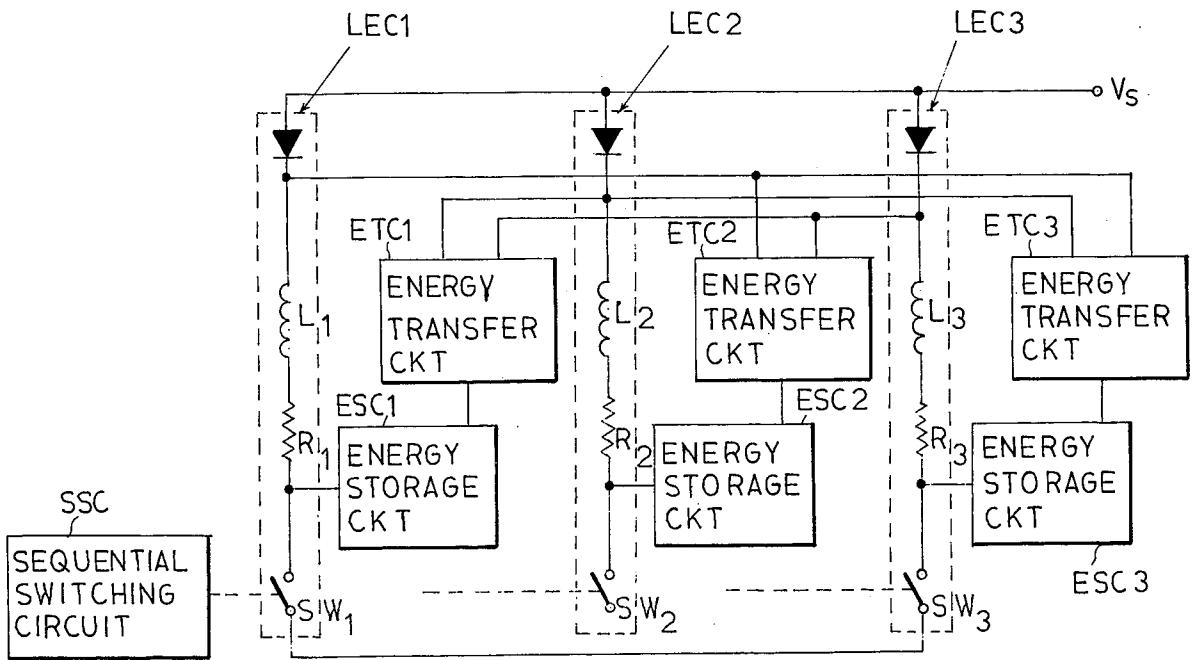 LEC1
LEC2
LEC3
VS
ETC1
ETC2
ETC3
ENERGY
TRANSFER
CKT
ENERGY
TRANSFER
CKT
ENERGY
TRANSFER
CKT
L1
L2
L3
ESC1
ESC2
R1
R2
R3
ENERGY
STORAGE
CKT
ENERGY
STORAGE
CKT
ENERGY
STORAGE
CKT
ESC3
SSC
SEQUENTIAL
SWITCHING
CIRCUIT
SW1
SW2
SW3